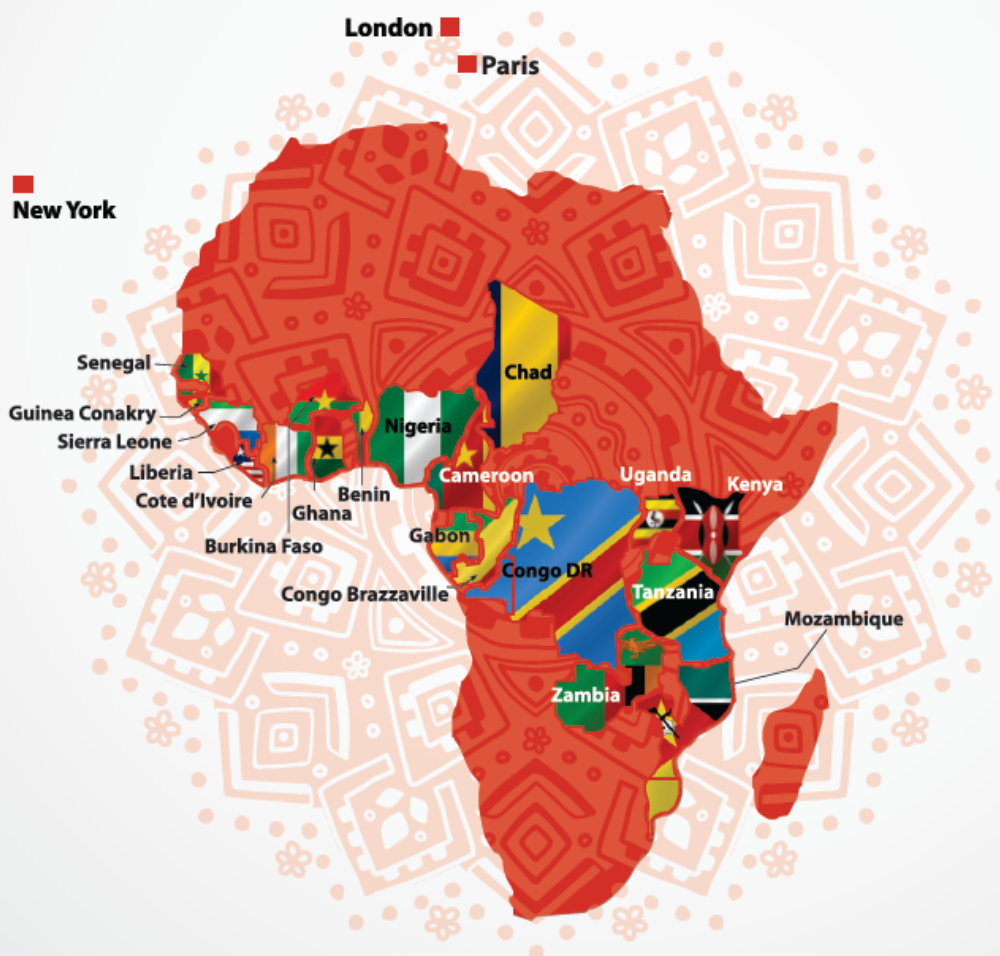 London
Paris
New York
Senegal
Chad
Guinea Conakry
Nigeria
Sierra Leone
Liberia
Cameroon
Uganda
Kenya
Benin
Cote d'Ivoire
Ghana
Gabon
Burkina Faso
Congo DR
Congo Brazzaville
Tanzania
Mozambique
Zambia